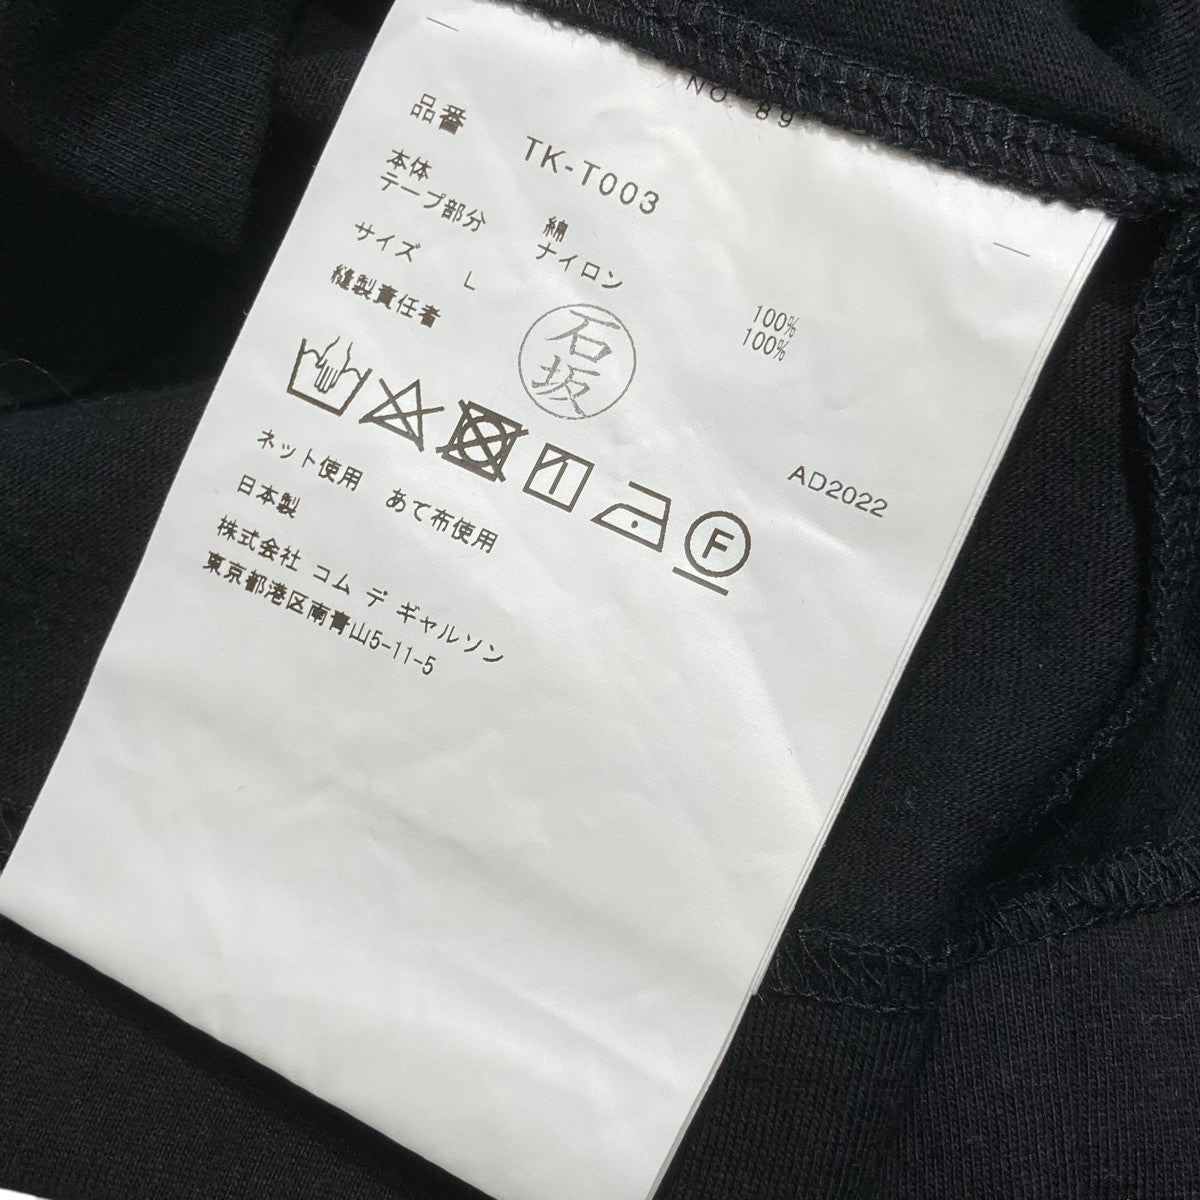 NO. 89
品番 TK-T003
本体 綿 100%
テープ部分 ナイロン 100%
サイズ L
縫製責任者 石坂
AD2022
F
ネット使用 あて布使用
日本製
株式会社 コム デ ギャルソン
東京都港区南青山5-11-5